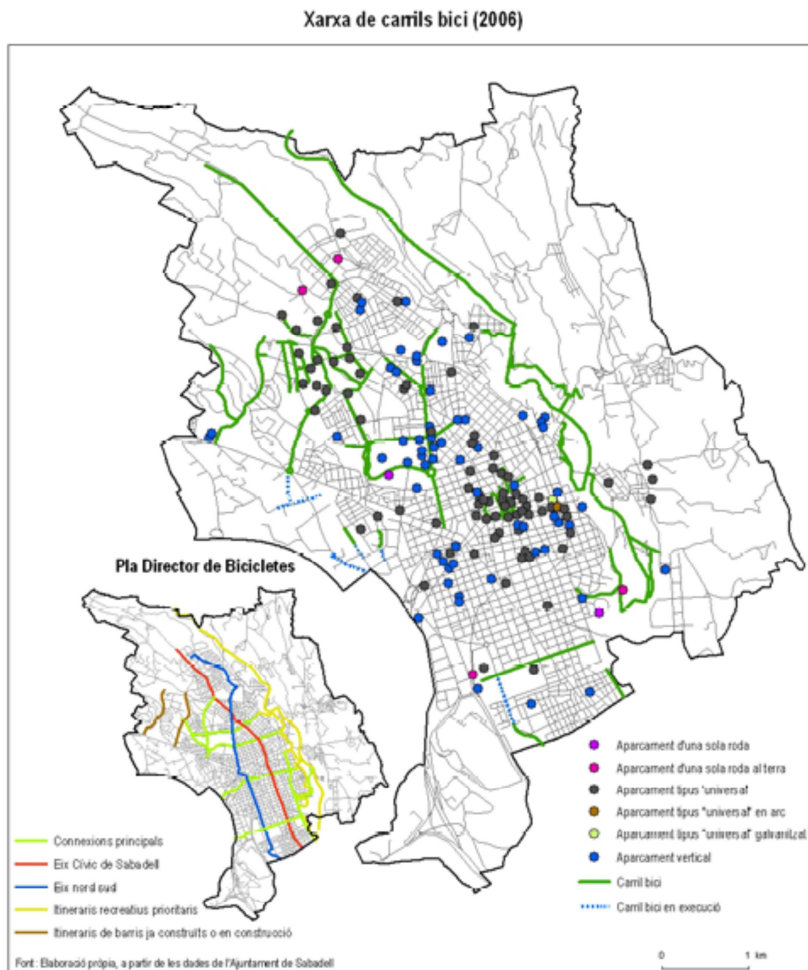 Xarxa de carrils bici (2006)
Pla Director de Bicicletes
Connexions principals
Eix Cívic de Sabadell
Eix nord sud
Itineraris recreatius prioritaris
Itineraris de barris ja construïts o en construcció
Font: Elaboració pròpia, a partir de les dades de l'Ajuntament de Sabadell
Aparcament d'una sola roda
Aparcament d'una sola roda al terra
Aparcament tipus "universal"
Aparcament tipus "universal" en arc
Aparcament tipus "universal" galvanitzat
Aparcament vertical
Carril bici
Carril bici en execució
0 1 km